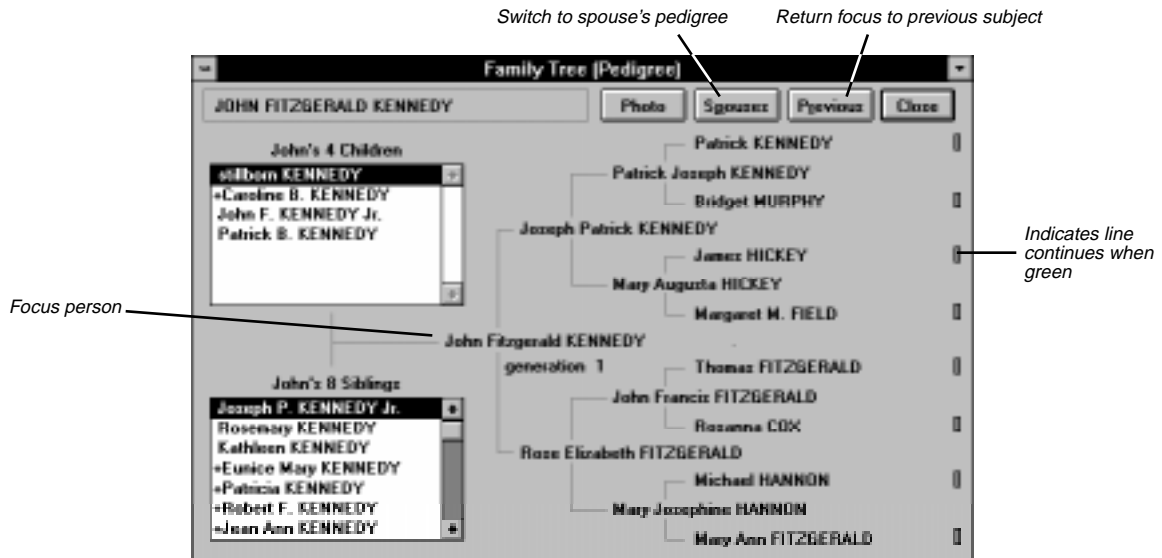 Switch to spouse's pedigree
Return focus to previous subject
Family Tree [Pedigree]
JOHN FITZGERALD KENNEDY
Photo
Spouses
Previous
Close
John's 4 Children
stillborn KENNEDY
+Caroline B. KENNEDY
John F. KENNEDY Jr.
Patrick B. KENNEDY
Patrick KENNEDY
Patrick Joseph KENNEDY
Bridget MURPHY
Joseph Patrick KENNEDY
James HICKEY
Mary Augusta HICKEY
Margaret M. FIELD
Indicates line
continues when
green
Focus person
John Fitzgerald KENNEDY
generation 1
Thomas FITZGERALD
John Francis FITZGERALD
Rosanna COX
Rose Elizabeth FITZGERALD
Michael HANNON
Mary Josephine HANNON
Mary Ann FITZGERALD
John's 8 Siblings
Joseph P. KENNEDY Jr.
Rosemary KENNEDY
Kathleen KENNEDY
+Eunice Mary KENNEDY
+Patricia KENNEDY
+Robert F. KENNEDY
+Jean Ann KENNEDY